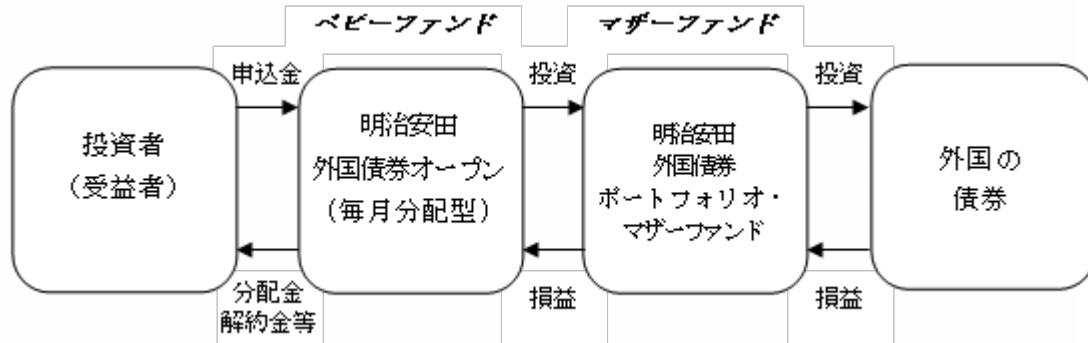 ベビーファンド
マザーファンド
申込金
投資
投資
投資者
（受益者）
明治安田
外国債券オープン
（毎月分配型）
明治安田
外国債券
ポートフォリオ・
マザーファンド
外国の
債券
分配金
解約金等
損益
損益